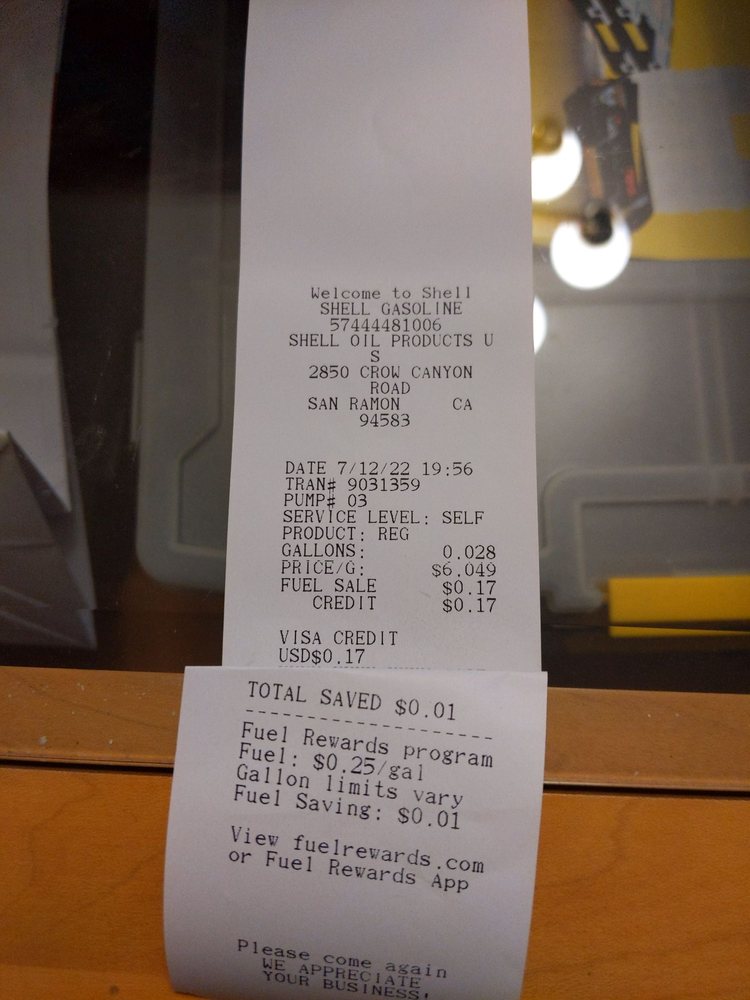 Welcome to Shell
SHELL GASOLINE
57444481006
SHELL OIL PRODUCTS U
S
2850 CROW CANYON
ROAD
SAN RAMON CA
94583
DATE 7/12/22 19:56
TRAN# 9031359
PUMP# 03
SERVICE LEVEL: SELF
PRODUCT: REG
GALLONS: 0.028
PRICE/G: $6.049
FUEL SALE $0.17
CREDIT $0.17
VISA CREDIT
USD$0.17
TOTAL SAVED $0.01
--------------------
Fuel Rewards program
Fuel: $0.25/gal
Gallon limits vary
Fuel Saving: $0.01
View fuelrewards.com
or Fuel Rewards App
Please come again
WE APPRECIATE
YOUR BUSINESS!